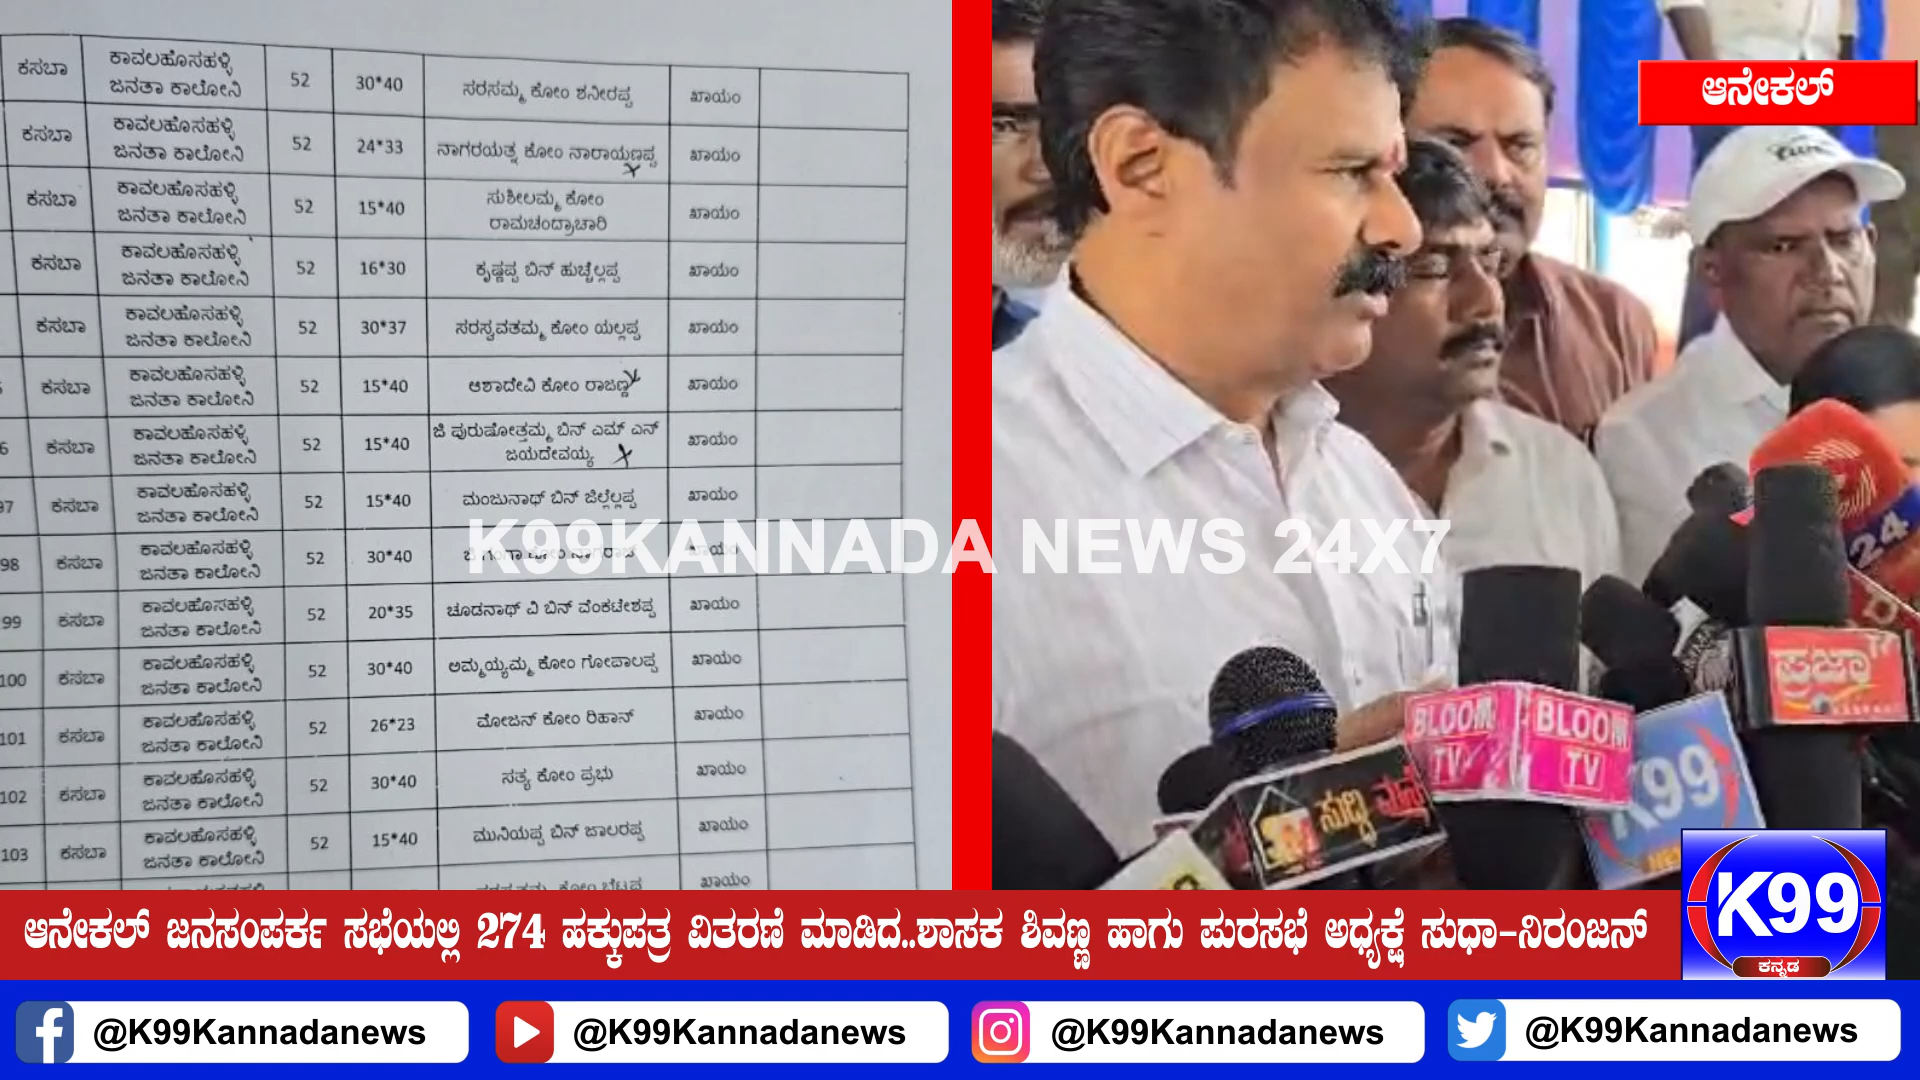 ಕಸಬಾ ಕಾವಲಹೊಸಹಳ್ಳಿ ಜನತಾ ಕಾಲೋನಿ 52 30*40 ಸರಸಮ್ಮ ಕೋಂ ಶನೀರಪ್ಪ ಖಾಯಂ
ಕಸಬಾ ಕಾವಲಹೊಸಹಳ್ಳಿ ಜನತಾ ಕಾಲೋನಿ 52 24*33 ನಾಗರಯತ್ನ ಕೋಂ ನಾರಾಯಣಪ್ಪ ಖಾಯಂ
ಕಸಬಾ ಕಾವಲಹೊಸಹಳ್ಳಿ ಜನತಾ ಕಾಲೋನಿ 52 15*40 ಸುಶೀಲಮ್ಮ ಕೋಂ ರಾಮಚಂದ್ರಾಚಾರಿ ಖಾಯಂ
ಕಸಬಾ ಕಾವಲಹೊಸಹಳ್ಳಿ ಜನತಾ ಕಾಲೋನಿ 52 16*30 ಕೃಷ್ಣಪ್ಪ ಬಿನ್ ಹುಚ್ಚೆಲ್ಲಪ್ಪ ಖಾಯಂ
ಕಸಬಾ ಕಾವಲಹೊಸಹಳ್ಳಿ ಜನತಾ ಕಾಲೋನಿ 52 30*37 ಸರಸ್ವತಮ್ಮ ಕೋಂ ಯಲ್ಲಪ್ಪ ಖಾಯಂ
ಕಸಬಾ ಕಾವಲಹೊಸಹಳ್ಳಿ ಜನತಾ ಕಾಲೋನಿ 52 15*40 ಆಶಾದೇವಿ ಕೋಂ ರಾಜಣ್ಣ ಖಾಯಂ
6 ಕಸಬಾ ಕಾವಲಹೊಸಹಳ್ಳಿ ಜನತಾ ಕಾಲೋನಿ 52 15*40 ಜಿ ಪುರುಷೋತ್ತಮ್ಮ ಬಿನ್ ಎಮ್ ಎನ್ ಜಯದೇವಯ್ಯ ಖಾಯಂ
97 ಕಸಬಾ ಕಾವಲಹೊಸಹಳ್ಳಿ ಜನತಾ ಕಾಲೋನಿ 52 15*40 ಮಂಜುನಾಥ್ ಬಿನ್ ಜಿಲ್ಲೆಲ್ಲಪ್ಪ ಖಾಯಂ
98 ಕಸಬಾ ಕಾವಲಹೊಸಹಳ್ಳಿ ಜನತಾ ಕಾಲೋನಿ 52 30*40
99 ಕಸಬಾ ಕಾವಲಹೊಸಹಳ್ಳಿ ಜನತಾ ಕಾಲೋನಿ 52 20*35 ಚೂಡನಾಥ್ ವಿ ಬಿನ್ ವೆಂಕಟೇಶಪ್ಪ ಖಾಯಂ
100 ಕಸಬಾ ಕಾವಲಹೊಸಹಳ್ಳಿ ಜನತಾ ಕಾಲೋನಿ 52 30*40 ಅಮ್ಮಯ್ಯಮ್ಮ ಕೋಂ ಗೋಪಾಲಪ್ಪ ಖಾಯಂ
101 ಕಸಬಾ ಕಾವಲಹೊಸಹಳ್ಳಿ ಜನತಾ ಕಾಲೋನಿ 52 26*23 ಮೋಜನ್ ಕೋಂ ರಿಹಾನ್ ಖಾಯಂ
102 ಕಸಬಾ ಕಾವಲಹೊಸಹಳ್ಳಿ ಜನತಾ ಕಾಲೋನಿ 52 30*40 ಸತ್ಯ ಕೋಂ ಪ್ರಭು ಖಾಯಂ
103 ಕಸಬಾ ಕಾವಲಹೊಸಹಳ್ಳಿ ಜನತಾ ಕಾಲೋನಿ 52 15*40 ಮುನಿಯಪ್ಪ ಬಿನ್ ಜಾಲರಪ್ಪ ಖಾಯಂ
ಖಾಯಂ
ಆನೇಕಲ್
K99KANNADA NEWS 24X7
24
ಪ್ರಜಾ
BLOOM TV BLOOM TV
K99
ಸುದ್ದಿ ಮನೆ
K99
ಕನ್ನಡ
ಆನೇಕಲ್ ಜನಸಂಪರ್ಕ ಸಭೆಯಲ್ಲಿ 274 ಹಕ್ಕುಪತ್ರ ವಿತರಣೆ ಮಾಡಿದ..ಶಾಸಕ ಶಿವಣ್ಣ ಹಾಗು ಪುರಸಭೆ ಅಧ್ಯಕ್ಷೆ ಸುಧಾ-ನಿರಂಜನ್
@K99Kannadanews @K99Kannadanews @K99Kannadanews @K99Kannadanews